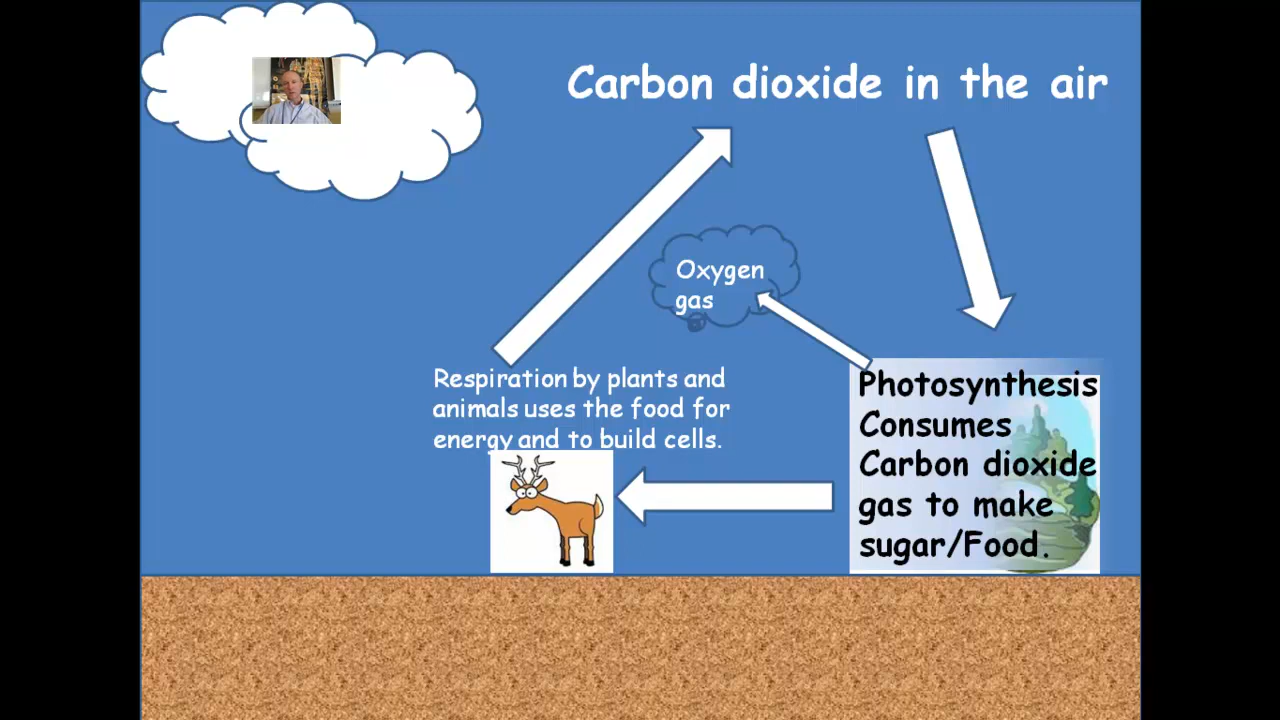 Carbon dioxide in the air
Oxygen
gas
Respiration by plants and
animals uses the food for
energy and to build cells.
Photosynthesis
Consumes
Carbon dioxide
gas to make
sugar/Food.